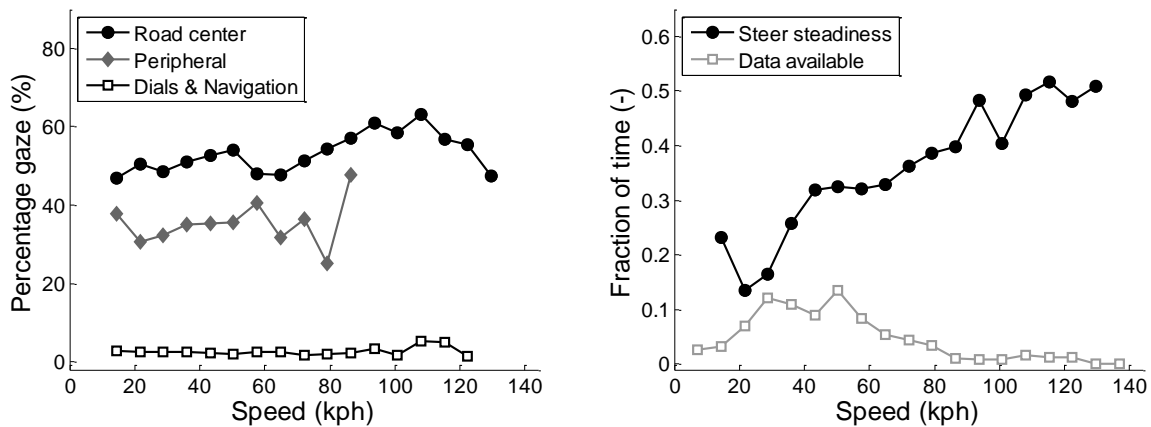 Road center
Peripheral
Dials & Navigation
80
60
40
20
0
Percentage gaze (%)
0 20 40 60 80 100 120 140
Speed (kph)
Steer steadiness
Data available
0.6
0.5
0.4
0.3
0.2
0.1
0
Fraction of time (-)
0 20 40 60 80 100 120 140
Speed (kph)